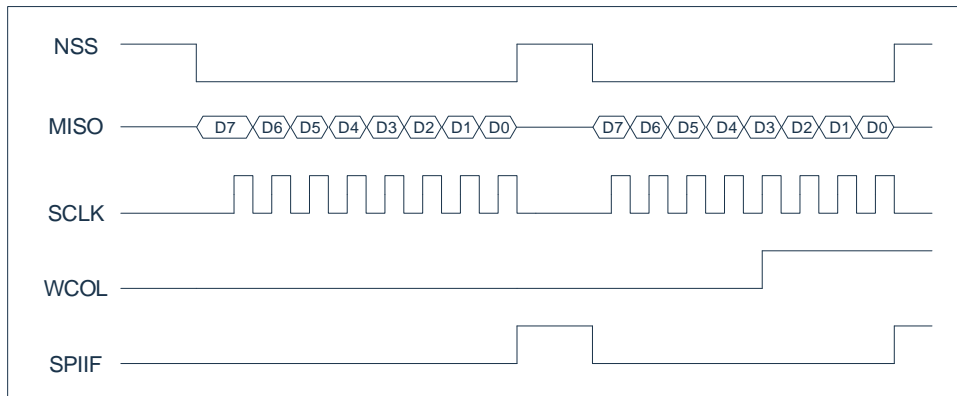 NSS
MISO D7 D6 D5 D4 D3 D2 D1 D0 D7 D6 D5 D4 D3 D2 D1 D0
SCLK
WCOL
SPIIF